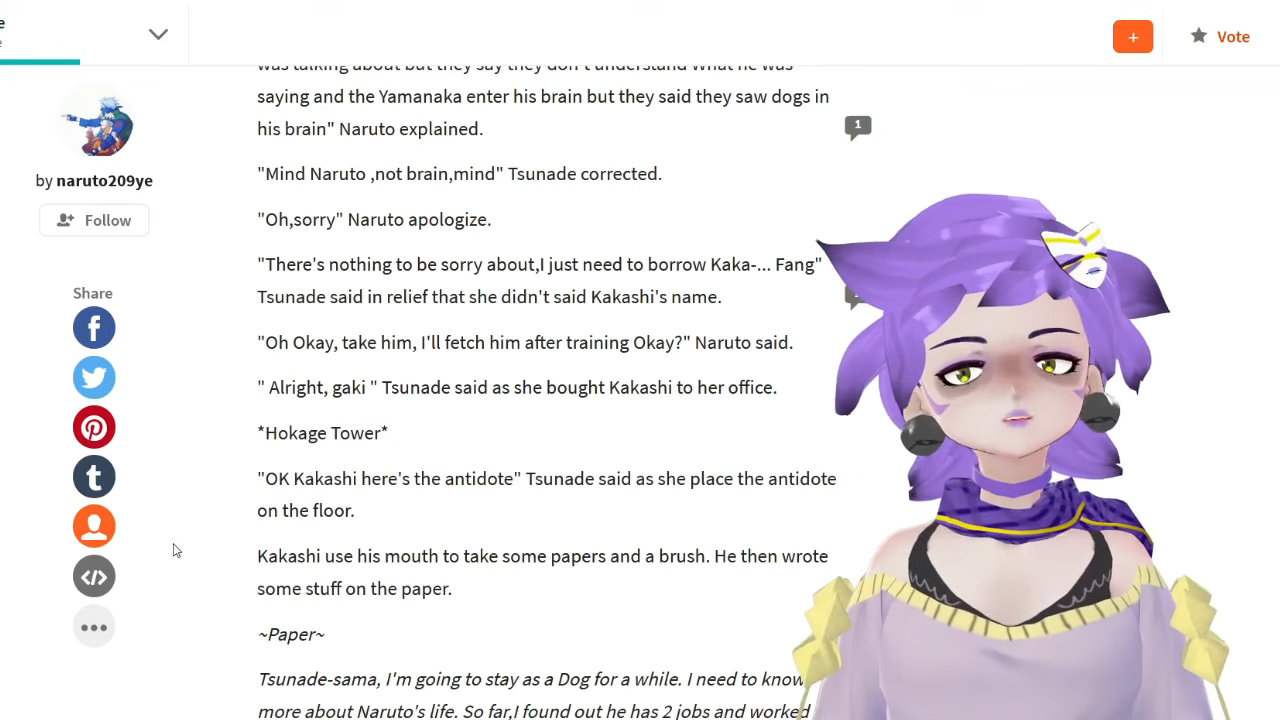 e
Vote
was talking about but they say they don't understand what he was
saying and the Yamanaka enter his brain but they said they saw dogs in
his brain" Naruto explained.
1
by naruto209ye
"Mind Naruto ,not brain,mind" Tsunade corrected.
Follow
"Oh,sorry" Naruto apologize.
"There's nothing to be sorry about,I just need to borrow Kaka-... Fang"
Tsunade said in relief that she didn't said Kakashi's name.
Share
"Oh Okay, take him, I'll fetch him after training Okay?" Naruto said.
" Alright, gaki " Tsunade said as she bought Kakashi to her office.
*Hokage Tower*
"OK Kakashi here's the antidote" Tsunade said as she place the antidote
on the floor.
Kakashi use his mouth to take some papers and a brush. He then wrote
some stuff on the paper.
~Paper~
Tsunade-sama, I'm going to stay as a Dog for a while. I need to know
more about Naruto's life. So far,I found out he has 2 jobs and worked